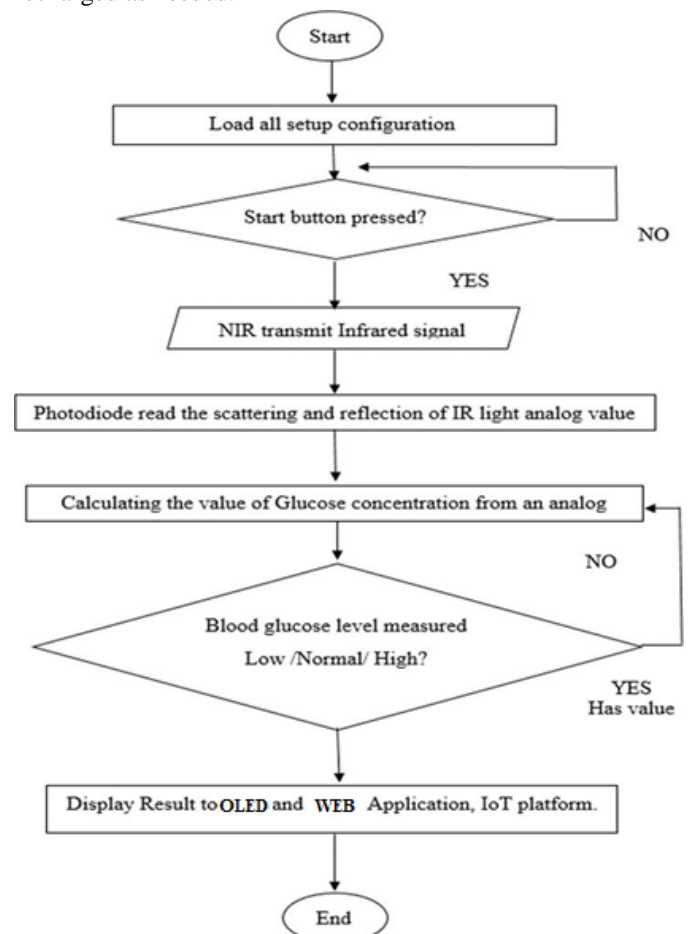 as needed.
Start
Load all setup configuration
Start button pressed?
NO
YES
NIR transmit Infrared signal
Photodiode read the scattering and reflection of IR light analog value
Calculating the value of Glucose concentration from an analog
NO
Blood glucose level measured
Low /Normal/ High?
YES
Has value
Display Result to OLED and WEB Application, IoT platform.
End